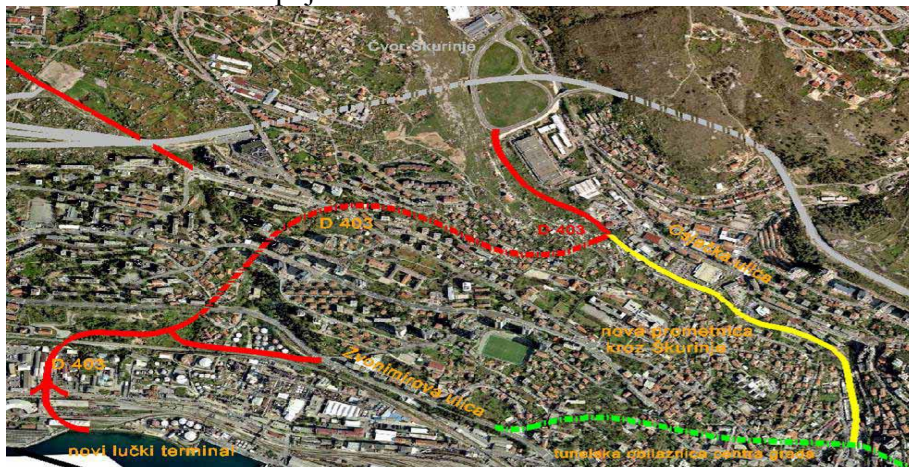 Čvor Škurinje
D 403
D 403
Osječka ulica
nova prometnica
kroz Škurinje
D 403
Zvonimirova ulica
novi lučki terminal
tunelska obilaznica centra grada